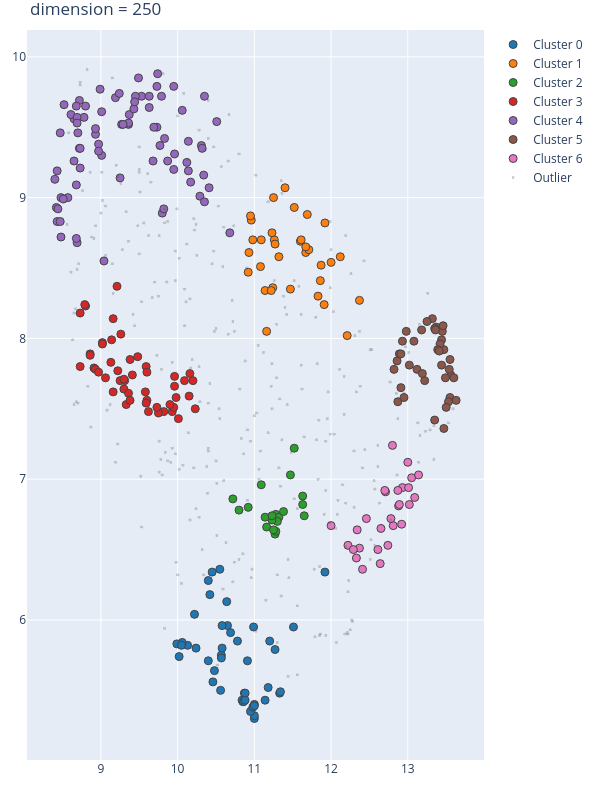 dimension = 250
10
9
8
7
6
9
10
11
12
13
Cluster 0
Cluster 1
Cluster 2
Cluster 3
Cluster 4
Cluster 5
Cluster 6
Outlier